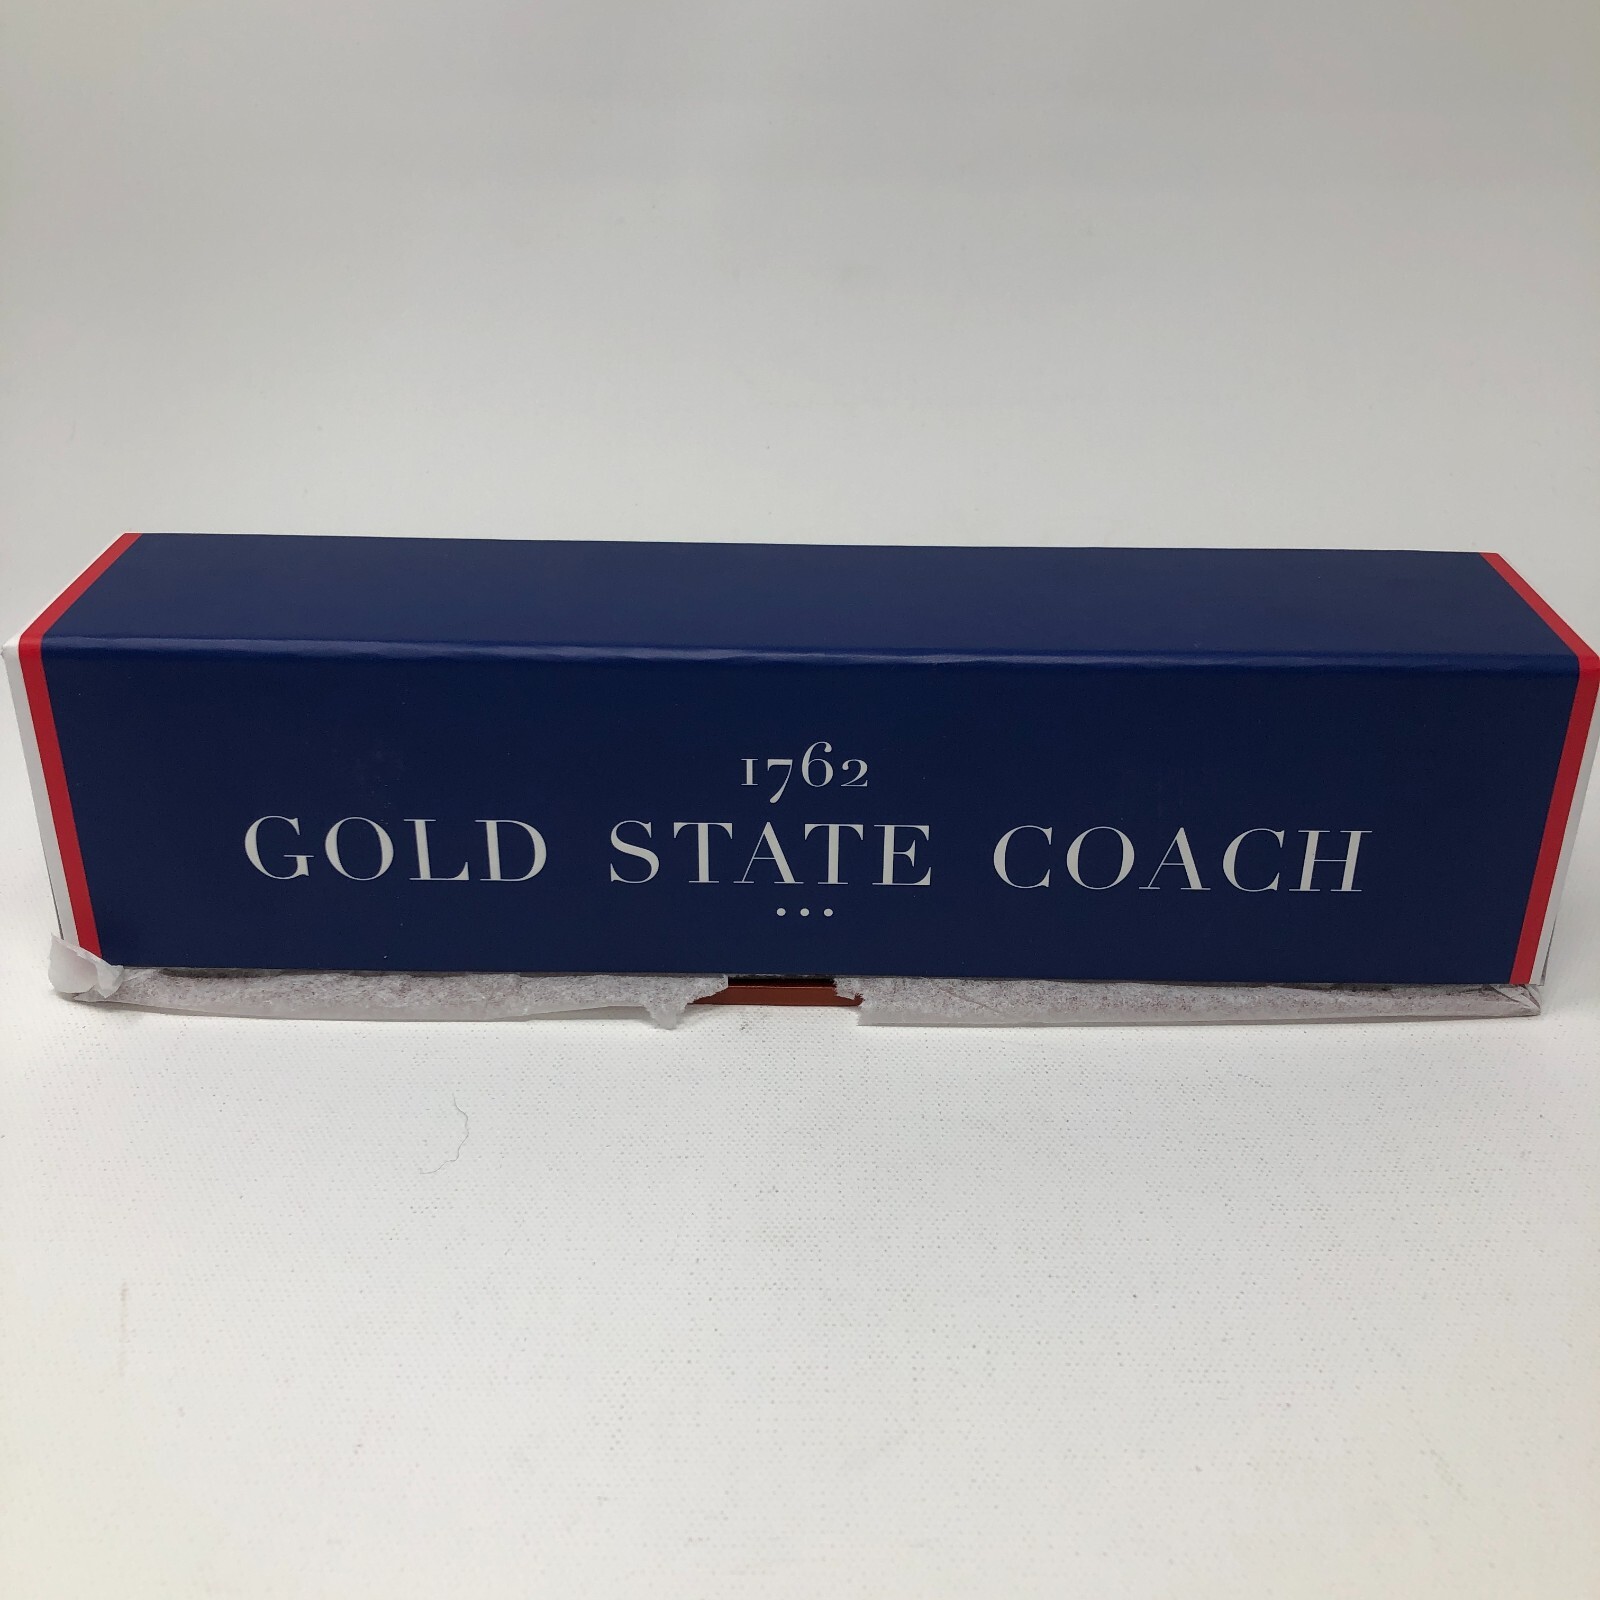 1762
GOLD STATE COACH
...